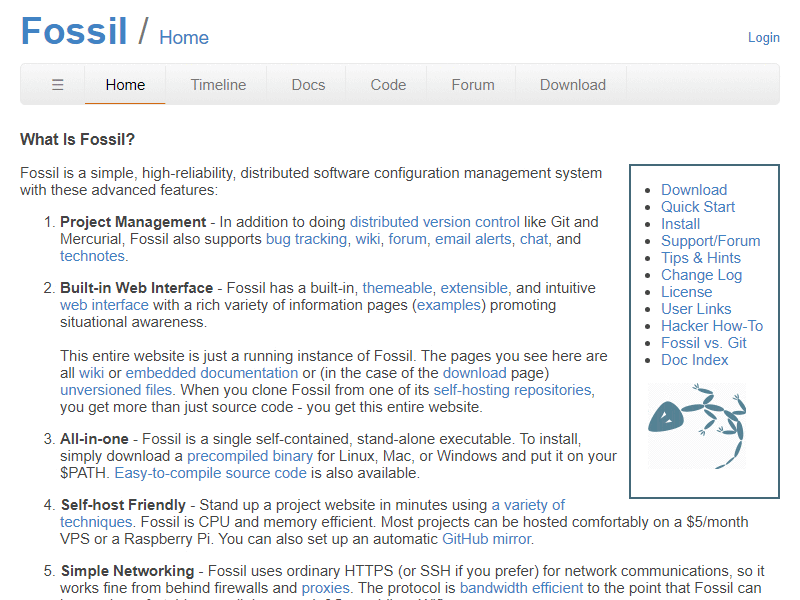 Fossil / Home
Login
☰ Home Timeline Docs Code Forum Download
What Is Fossil?
Fossil is a simple, high-reliability, distributed software configuration management system
with these advanced features:
1. Project Management - In addition to doing distributed version control like Git and
Mercurial, Fossil also supports bug tracking, wiki, forum, email alerts, chat, and
technotes.
2. Built-in Web Interface - Fossil has a built-in, themeable, extensible, and intuitive
web interface with a rich variety of information pages (examples) promoting
situational awareness.
This entire website is just a running instance of Fossil. The pages you see here are
all wiki or embedded documentation or (in the case of the download page)
unversioned files. When you clone Fossil from one of its self-hosting repositories,
you get more than just source code - you get this entire website.
3. All-in-one - Fossil is a single self-contained, stand-alone executable. To install,
simply download a precompiled binary for Linux, Mac, or Windows and put it on your
$PATH. Easy-to-compile source code is also available.
4. Self-host Friendly - Stand up a project website in minutes using a variety of
techniques. Fossil is CPU and memory efficient. Most projects can be hosted comfortably on a $5/month
VPS or a Raspberry Pi. You can also set up an automatic GitHub mirror.
5. Simple Networking - Fossil uses ordinary HTTPS (or SSH if you prefer) for network communications, so it
works fine from behind firewalls and proxies. The protocol is bandwidth efficient to the point that Fossil can
• Download
• Quick Start
• Install
• Support/Forum
• Tips & Hints
• Change Log
• License
• User Links
• Hacker How-To
• Fossil vs. Git
• Doc Index